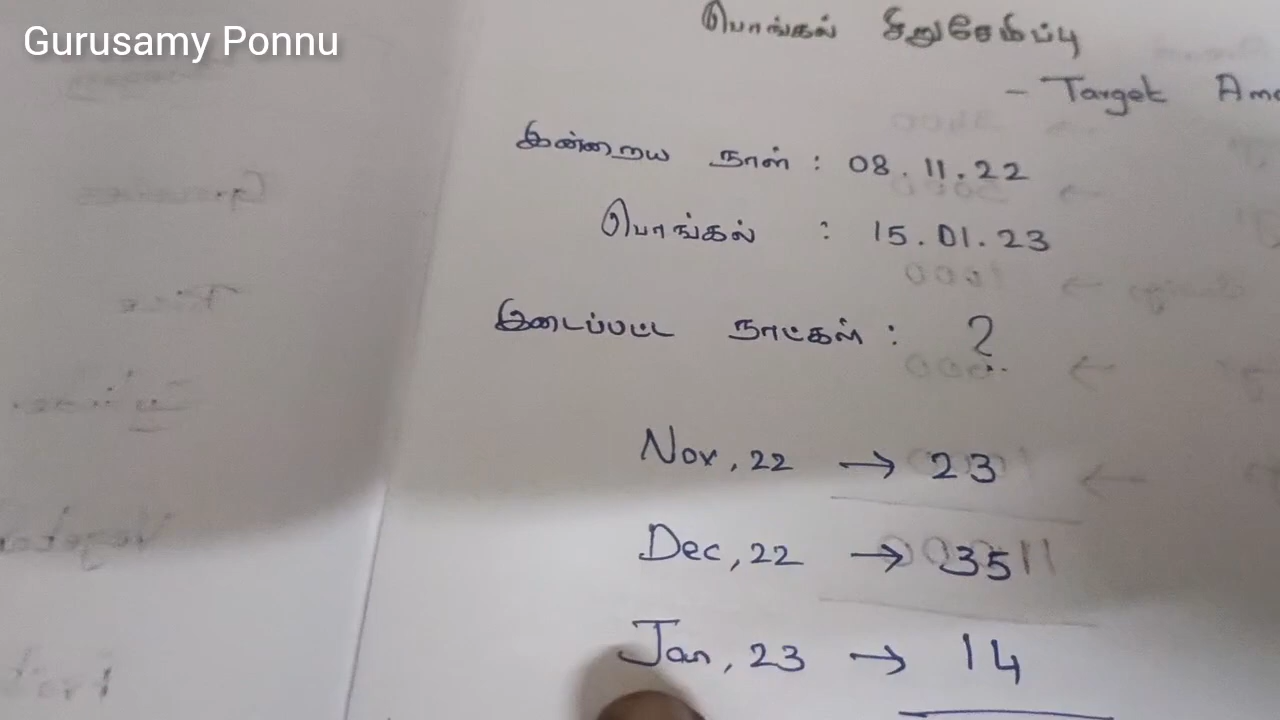 Gurusamy Ponnu
பொங்கல் சிறுசேமிப்பு
- Target
இன்றைய நாள் : 08.11.22
பொங்கல் : 15.01.23
இடைப்பட்ட நாட்கள் : ?
Nov, 22 → 23
Dec, 22 → 35
Jan, 23 → 14